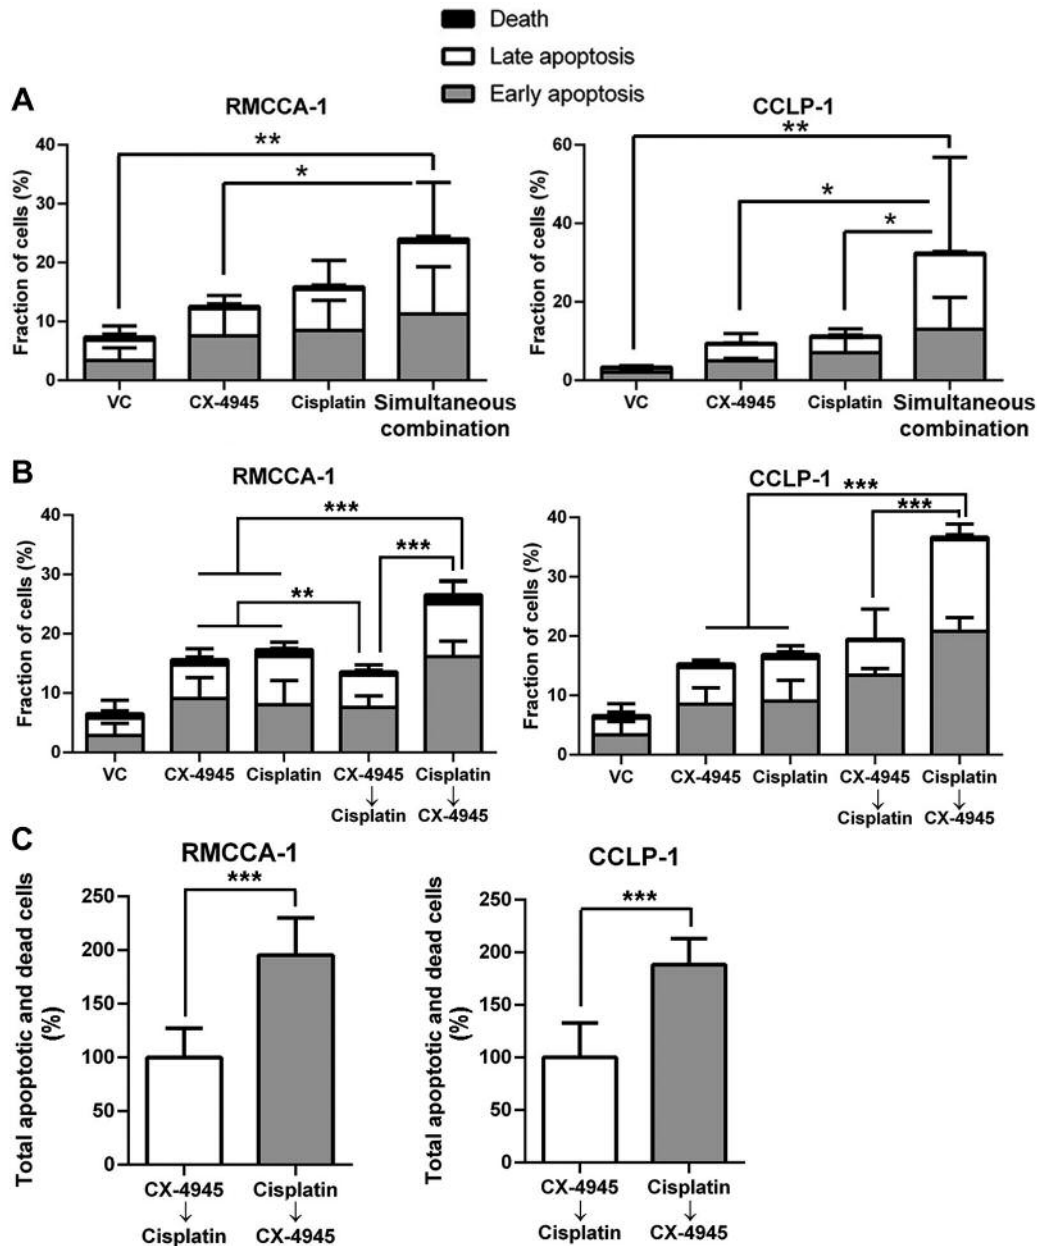 Death
Late apoptosis
Early apoptosis
A
RMCCA-1
Fraction of cells (%)
40
30
20
10
0
**
*
VC
CX-4945
Cisplatin
Simultaneous
combination
CCLP-1
Fraction of cells (%)
60
40
20
0
**
*
*
VC
CX-4945
Cisplatin
Simultaneous
combination
B
RMCCA-1
Fraction of cells (%)
40
30
20
10
0
***
***
**
VC
CX-4945
Cisplatin
CX-4945
↓
Cisplatin
Cisplatin
↓
CX-4945
CCLP-1
Fraction of cells (%)
40
30
20
10
0
***
***
VC
CX-4945
Cisplatin
CX-4945
↓
Cisplatin
Cisplatin
↓
CX-4945
C
RMCCA-1
Total apoptotic and dead cells
(%)
250
200
150
100
50
0
***
CX-4945
↓
Cisplatin
Cisplatin
↓
CX-4945
CCLP-1
Total apoptotic and dead cells
(%)
250
200
150
100
50
0
***
CX-4945
↓
Cisplatin
Cisplatin
↓
CX-4945